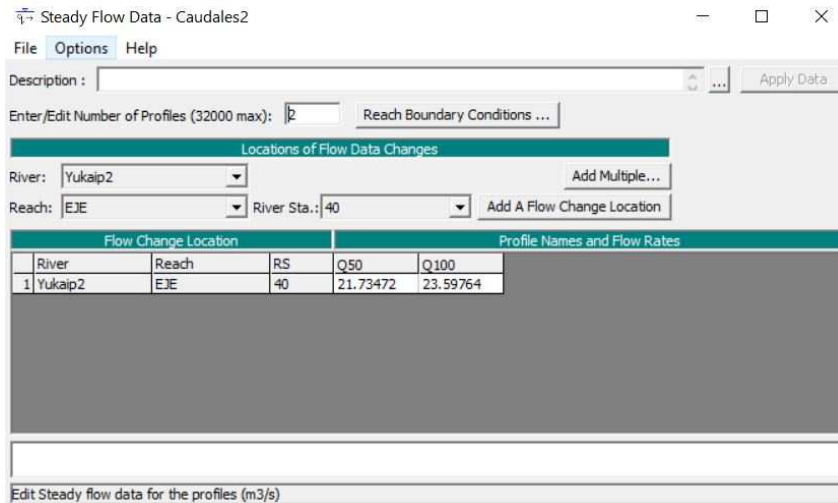 Steady Flow Data - Caudales2
File Options Help
Description : ... Apply Data
Enter/Edit Number of Profiles (32000 max): 2 Reach Boundary Conditions ...
Locations of Flow Data Changes
River: Yukaip2 Add Multiple...
Reach: EJE River Sta.: 40 Add A Flow Change Location
Flow Change Location Profile Names and Flow Rates
River Reach RS Q50 Q100
1 Yukaip2 EJE 40 21.73472 23.59764
Edit Steady flow data for the profiles (m3/s)